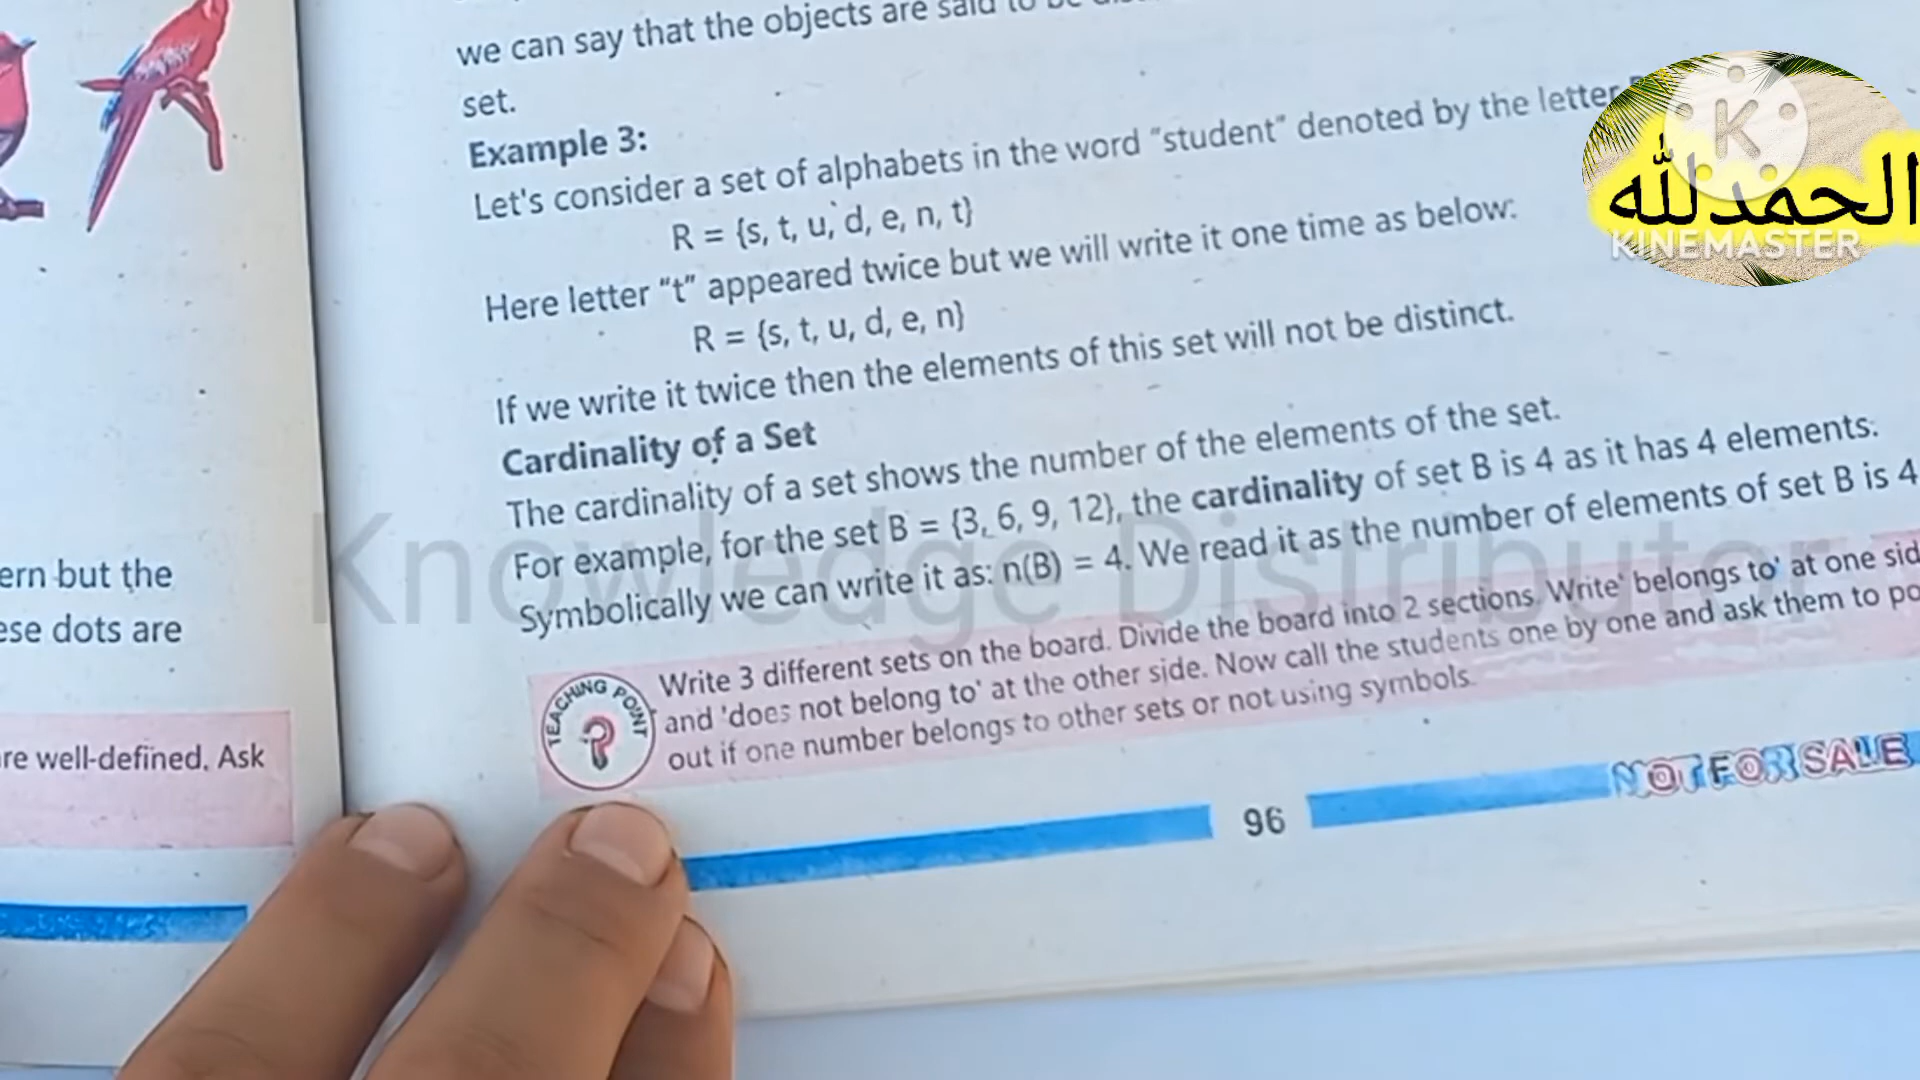 we can say that the objects are said to be
set.
Example 3:
Let's consider a set of alphabets in the word "student" denoted by the letter
R = {s, t, u, d, e, n, t}
Here letter "t" appeared twice but we will write it one time as below:
R = {s, t, u, d, e, n}
If we write it twice then the elements of this set will not be distinct.
Cardinality of a Set
The cardinality of a set shows the number of the elements of the set.
For example, for the set B = {3, 6, 9, 12}, the cardinality of set B is 4 as it has 4 elements.
Symbolically we can write it as: n(B) = 4. We read it as the number of elements of set B is 4
TEACHING POINT
Write 3 different sets on the board. Divide the board into 2 sections. Write' belongs to' at one
and 'does not belong to' at the other side. Now call the students one by one and ask them to
out if one number belongs to other sets or not using symbols.
96
NOT FOR SALE
ern but the
ese dots are
re well-defined. Ask
الحمدلله
K
KINEMASTER
Knowledge Distributor